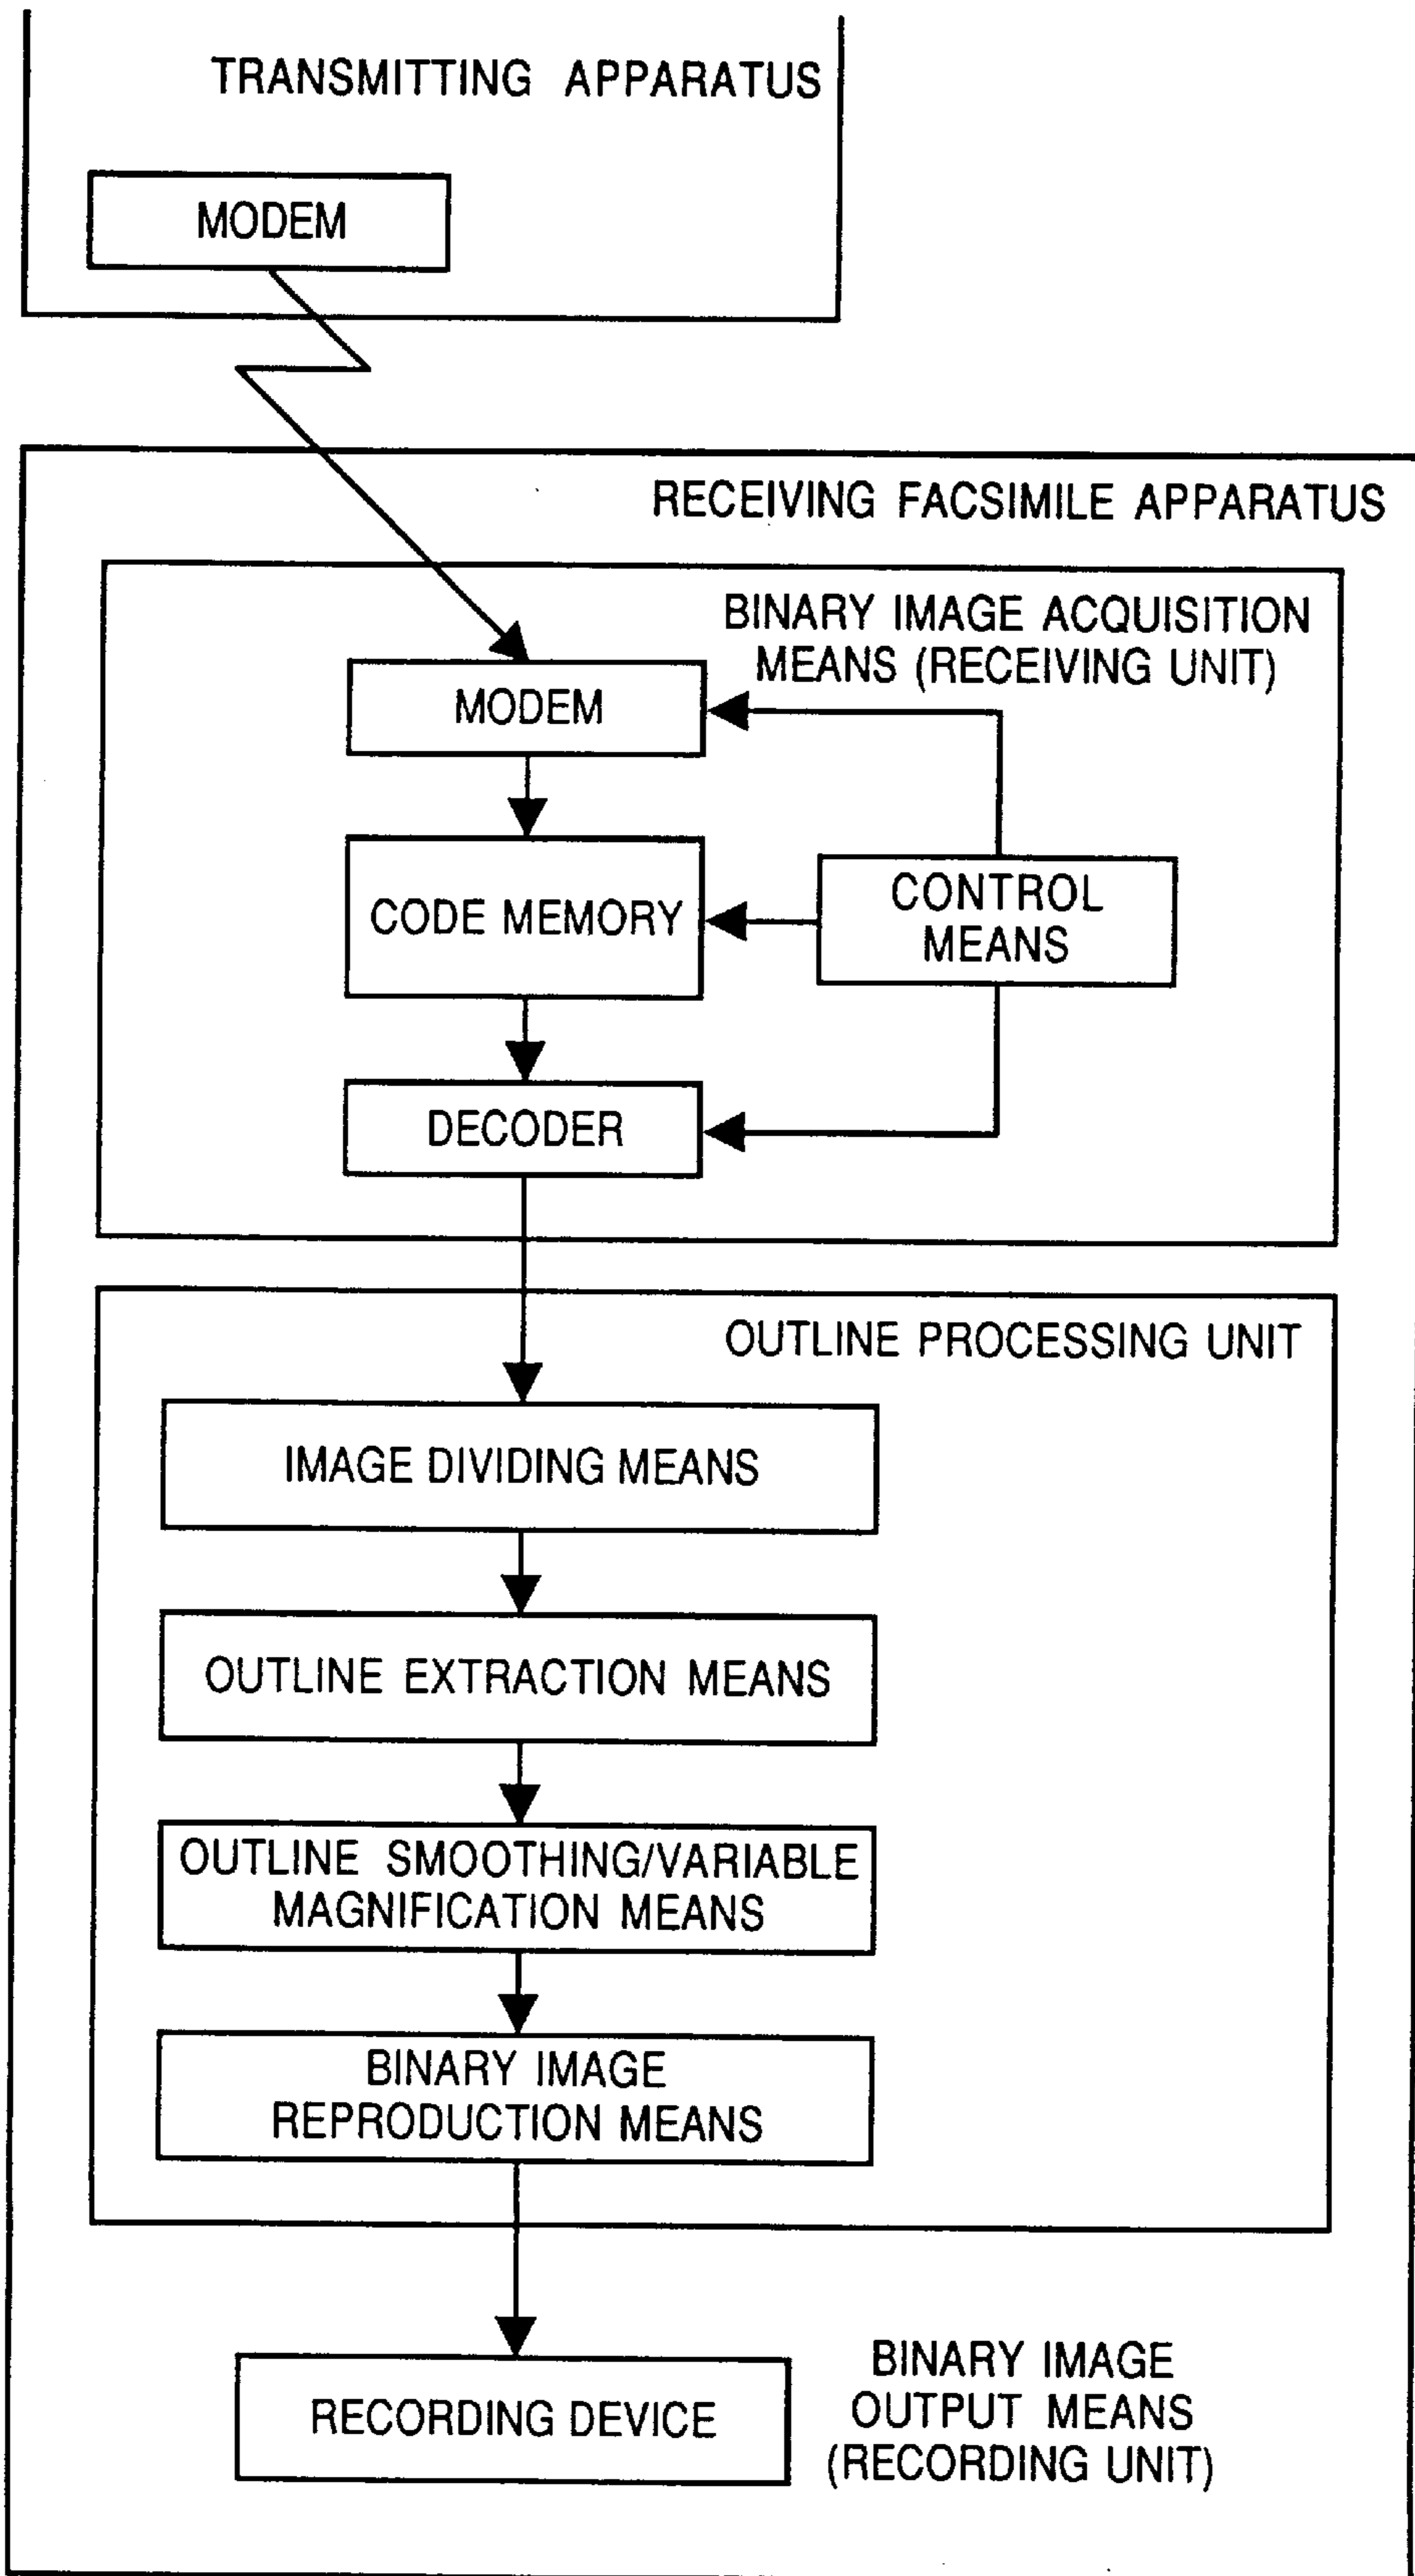 TRANSMITTING APPARATUS
MODEM
RECEIVING FACSIMILE APPARATUS
BINARY IMAGE ACQUISITION
MEANS (RECEIVING UNIT)
MODEM
CODE MEMORY
CONTROL
MEANS
DECODER
OUTLINE PROCESSING UNIT
IMAGE DIVIDING MEANS
OUTLINE EXTRACTION MEANS
OUTLINE SMOOTHING/VARIABLE
MAGNIFICATION MEANS
BINARY IMAGE
REPRODUCTION MEANS
RECORDING DEVICE
BINARY IMAGE
OUTPUT MEANS
(RECORDING UNIT)